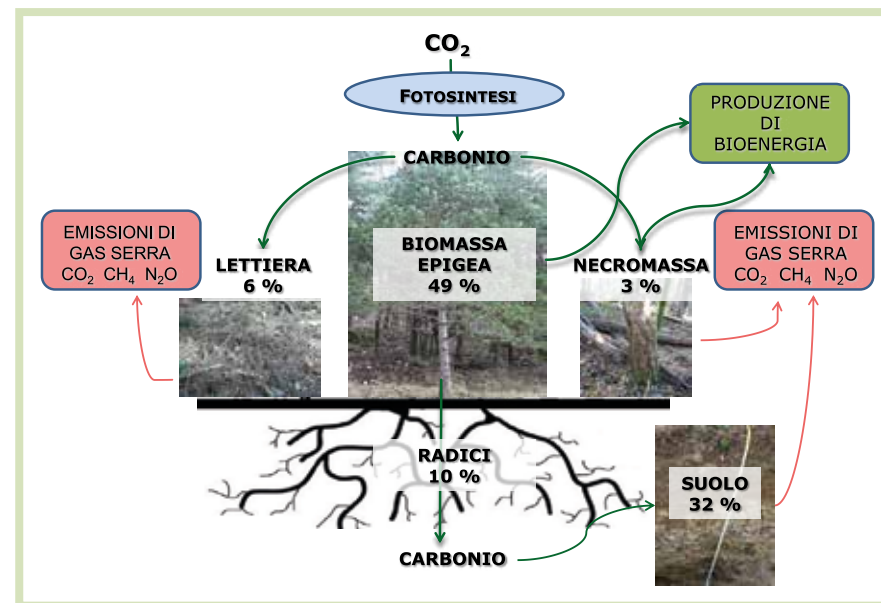 CO₂
FOTOSINTESI
CARBONIO
PRODUZIONE
DI
BIOENERGIA
EMISSIONI DI
GAS SERRA
CO₂ CH₄ N₂O
LETTIERA
6 %
BIOMASSA
EPIGEA
49 %
NECROMASSA
3 %
EMISSIONI DI
GAS SERRA
CO₂ CH₄ N₂O
RADICI
10 %
SUOLO
32 %
CARBONIO